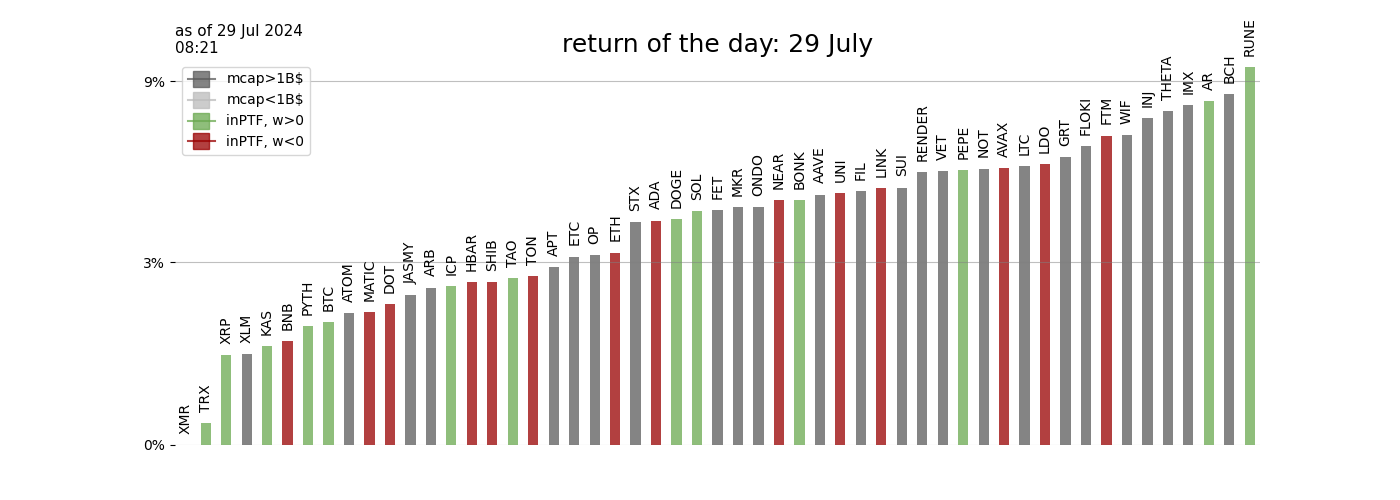 as of 29 Jul 2024
08:21
return of the day: 29 July
mcap>1B$
mcap<1B$
inPTF, w>0
inPTF, w<0
9%
3%
0%
XMR
TRX
XRP
XLM
KAS
BNB
PYTH
BTC
ATOM
MATIC
DOT
JASMY
ARB
ICP
HBAR
SHIB
TAO
TON
APT
ETC
OP
ETH
STX
ADA
DOGE
SOL
FET
MKR
ONDO
NEAR
BONK
AAVE
UNI
FIL
LINK
SUI
RENDER
VET
PEPE
NOT
AVAX
LTC
LDO
GRT
FLOKI
FTM
WIF
INJ
THETA
IMX
AR
BCH
RUNE